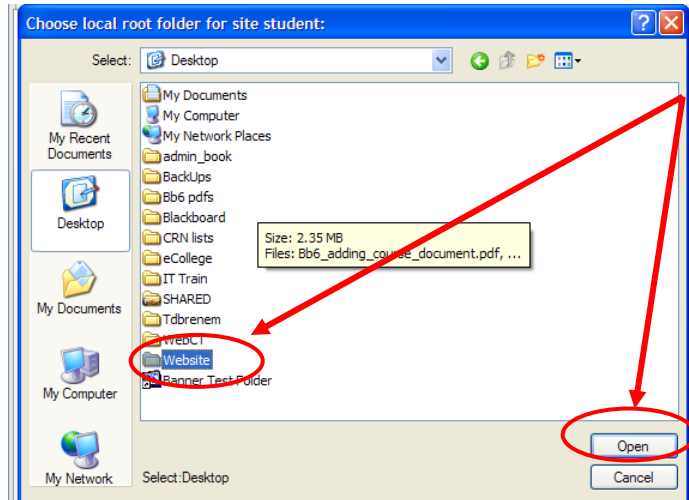 Choose local root folder for site student:
Select: Desktop
My Recent
Documents
Desktop
My Documents
My Computer
My Network
My Documents
My Computer
My Network Places
admin_book
BackUps
Bb6 pdfs
Blackboard
CRN lists
eCollege
IT Train
SHARED
Tdbrenem
WebCT
Website
Banner Test Folder
Size: 2.35 MB
Files: Bb6_adding_course_document.pdf, ...
Open
Select:Desktop
Cancel